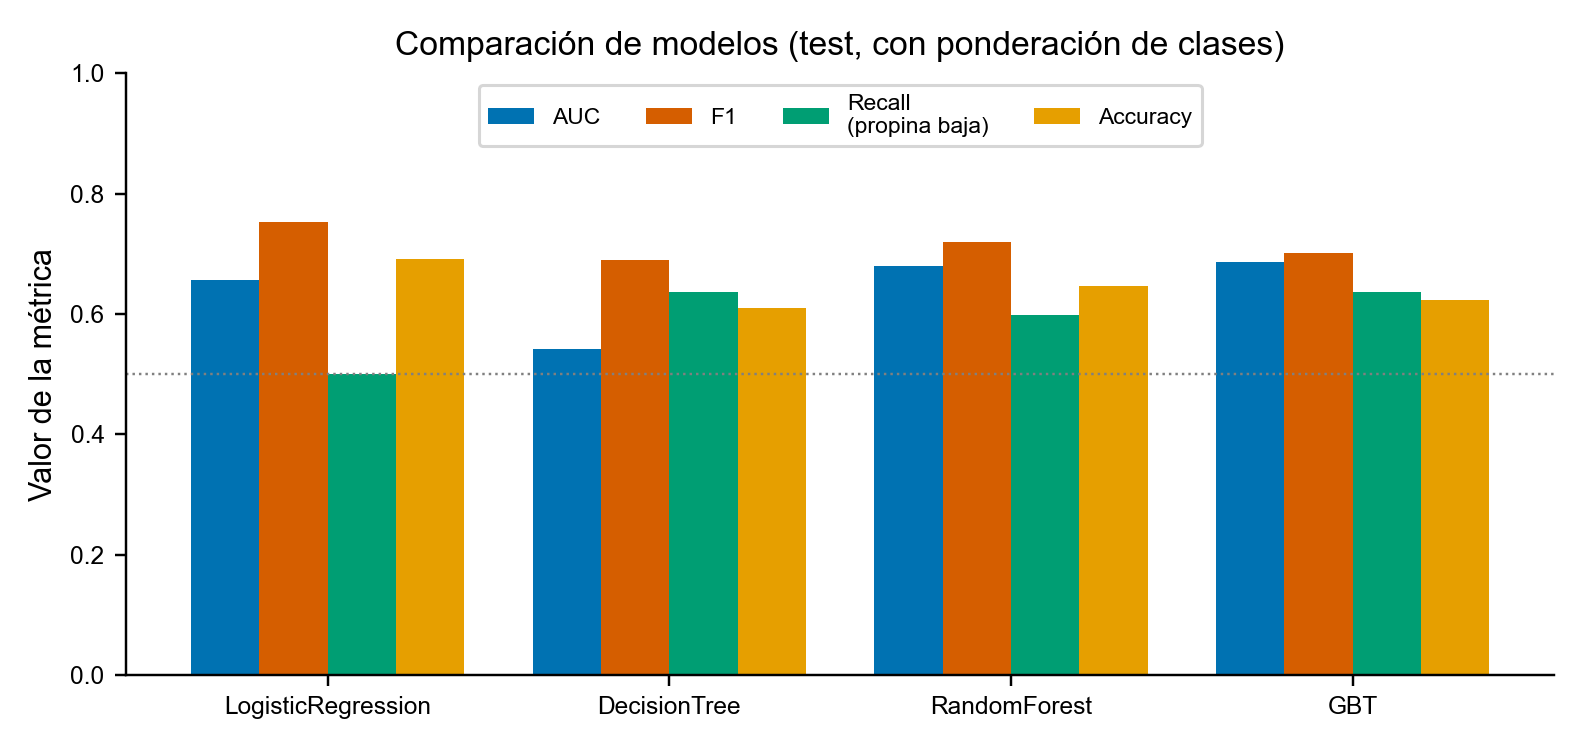 Comparación de modelos (test, con ponderación de clases)
AUC
F1
Recall
(propina baja)
Accuracy
Valor de la métrica
1.0
0.8
0.6
0.4
0.2
0.0
LogisticRegression
DecisionTree
RandomForest
GBT